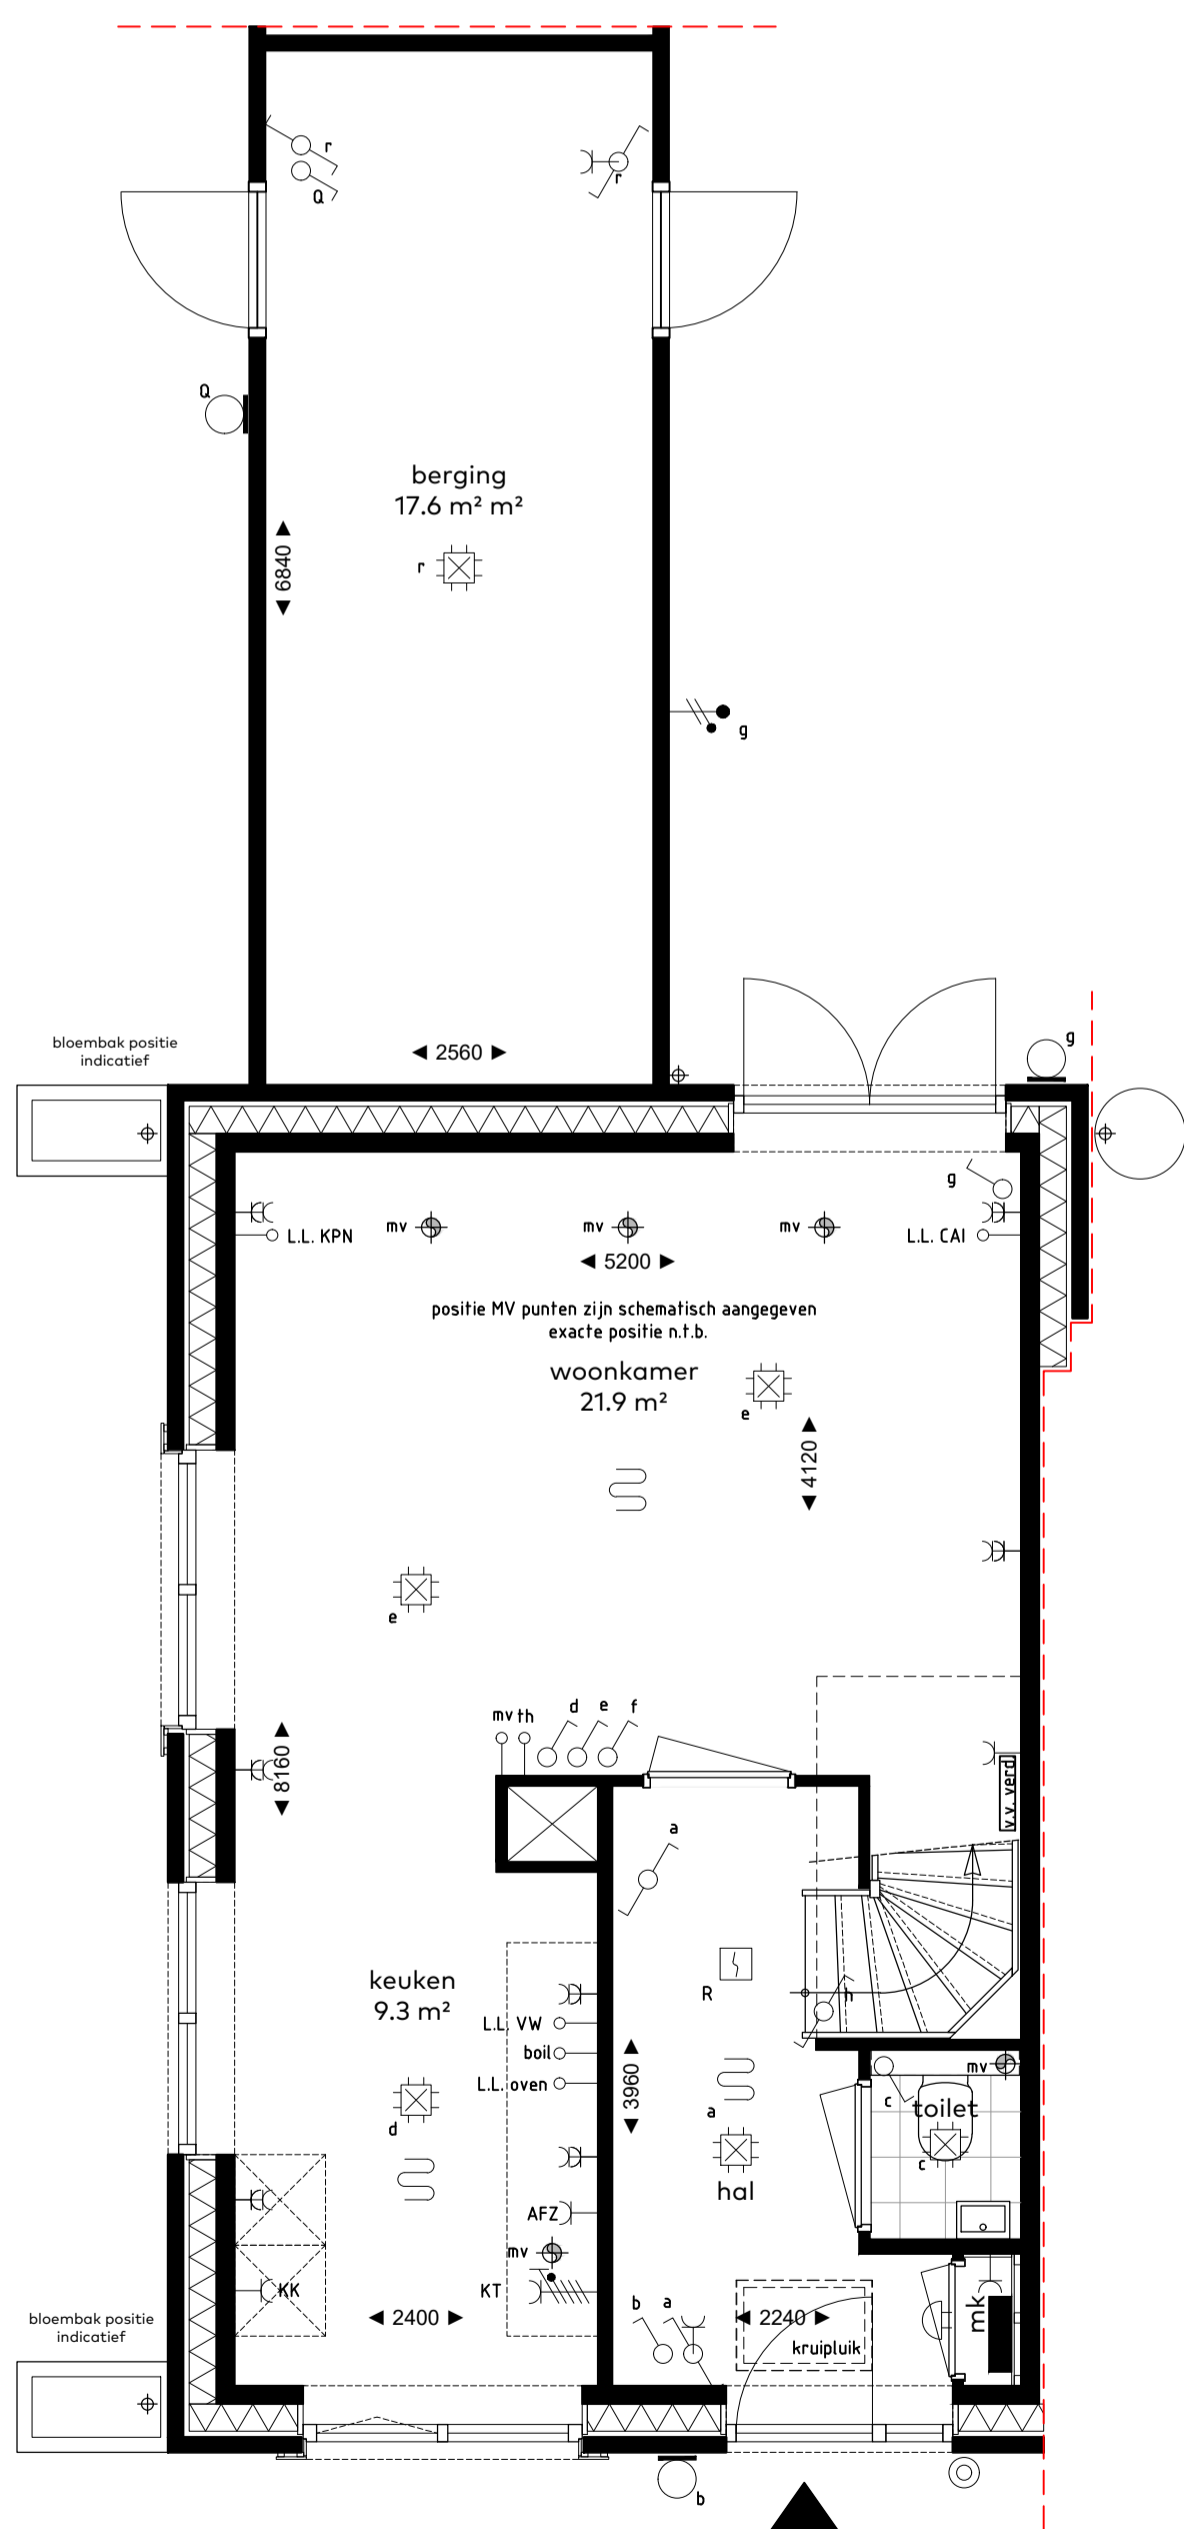 r
Q
r
Q
berging
17.6 m² m²
6840
r
g
2560
bloembak positie
indicatief
g
g
L.L. KPN
mv
mv
mv
L.L. CAI
5200
positie MV punten zijn schematisch aangegeven
exacte positie n.t.b.
woonkamer
21.9 m²
e
4120
e
mv th
d
e
f
8160
v.v. verd
a
keuken
9.3 m²
R
h
L.L. VW
boil
L.L. oven
3960
mv
c
toilet
d
a
c
hal
AFZ
mv
KK
KT
mk
b
a
2400
2240
kruipluik
bloembak positie
indicatief
b